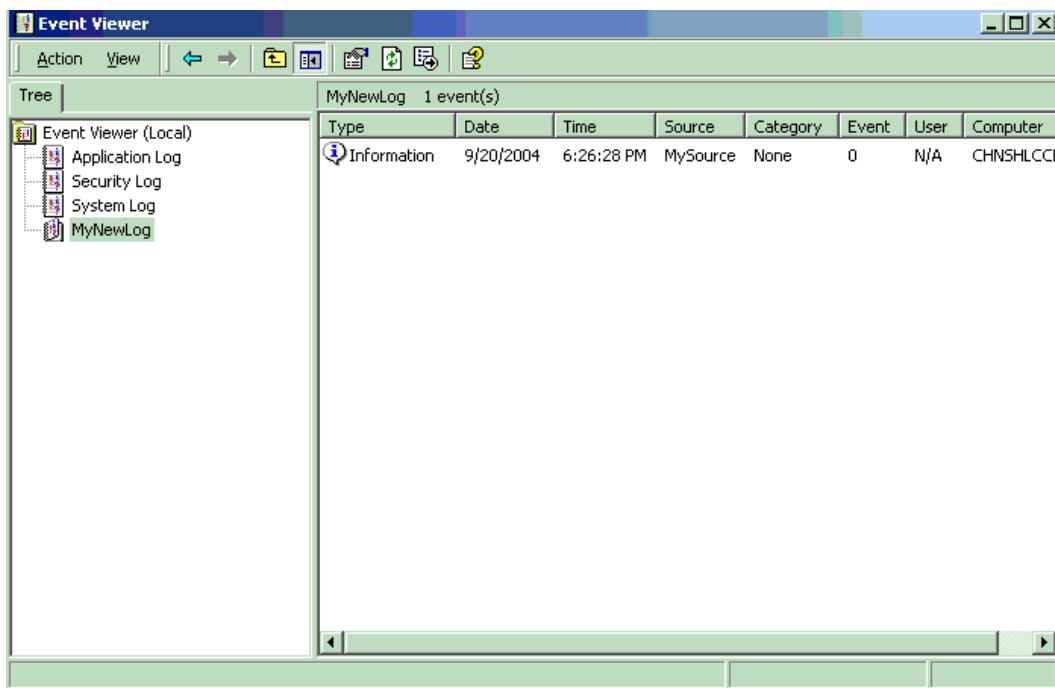 Event Viewer
Action View
Tree
MyNewLog 1 event(s)
Event Viewer (Local)
Application Log
Security Log
System Log
MyNewLog
Type Date Time Source Category Event User Computer
Information 9/20/2004 6:26:28 PM MySource None 0 N/A